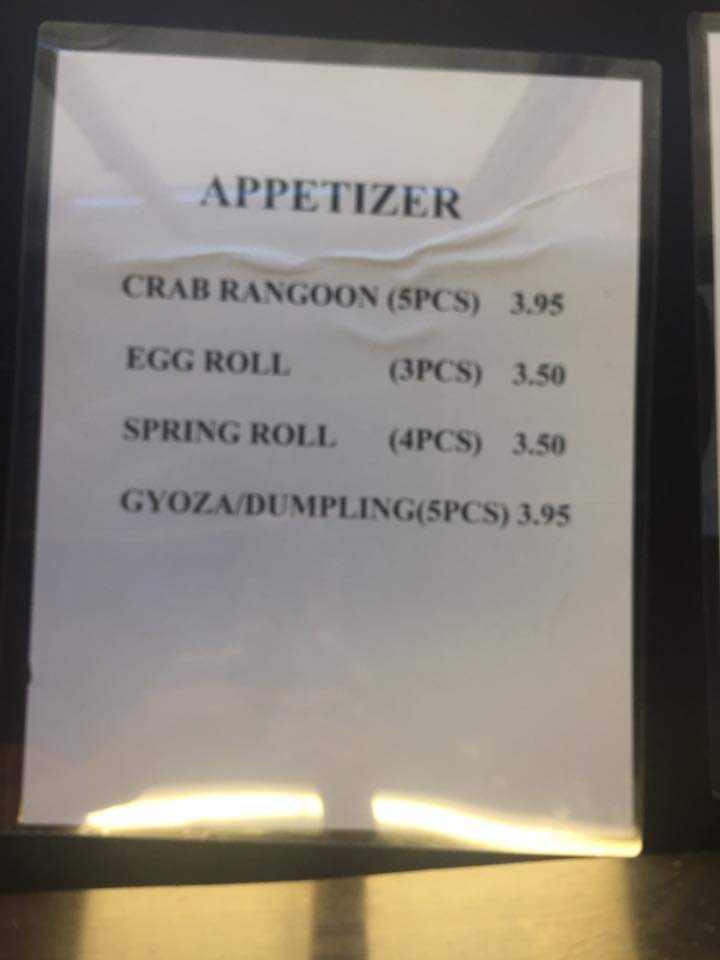 APPETIZER
CRAB RANGOON (5PCS) 3.95
EGG ROLL (3PCS) 3.50
SPRING ROLL (4PCS) 3.50
GYOZA/DUMPLING(5PCS) 3.95